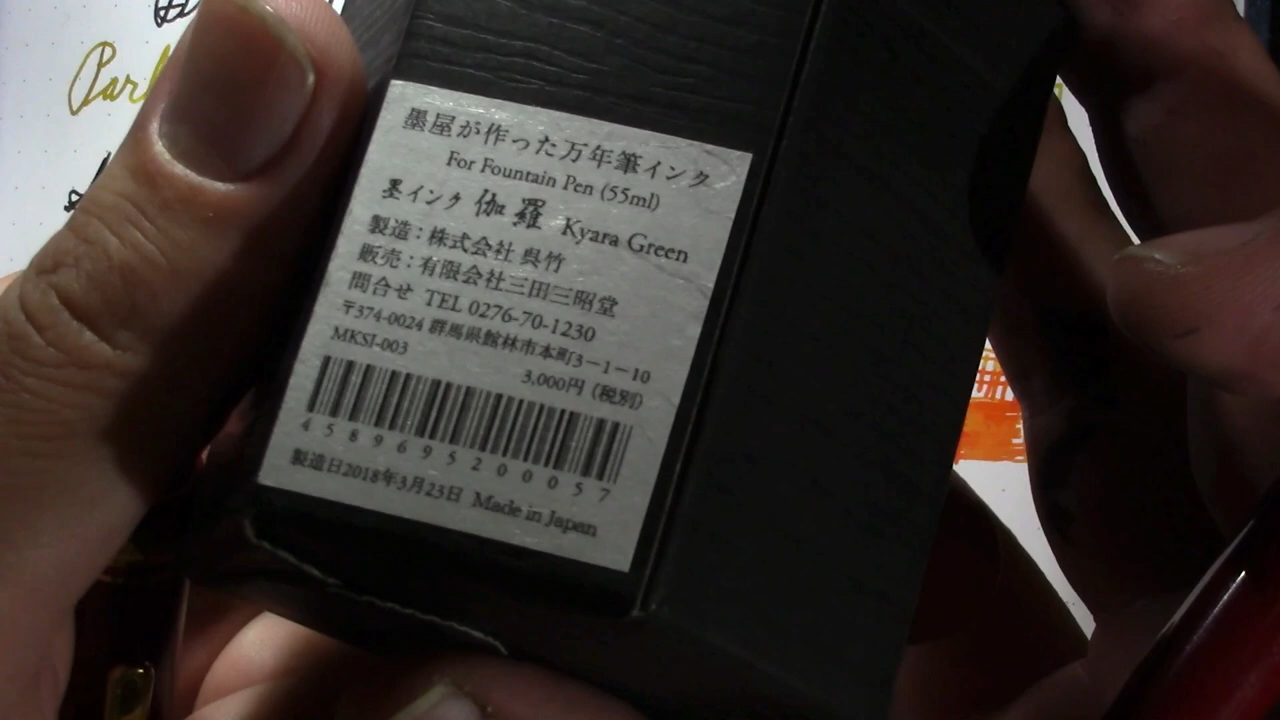 Parl
墨屋が作った万年筆インク
For Fountain Pen (55ml)
墨インク 伽羅 Kyara Green
製造：株式会社 呉竹
販売：有限会社三田三昭堂
問合せ TEL 0276-70-1230
〒374-0024 群馬県館林市本町3－1－10
MKSI-003
3,000円（税別）
4589695200057
製造日2018年3月23日 Made in Japan